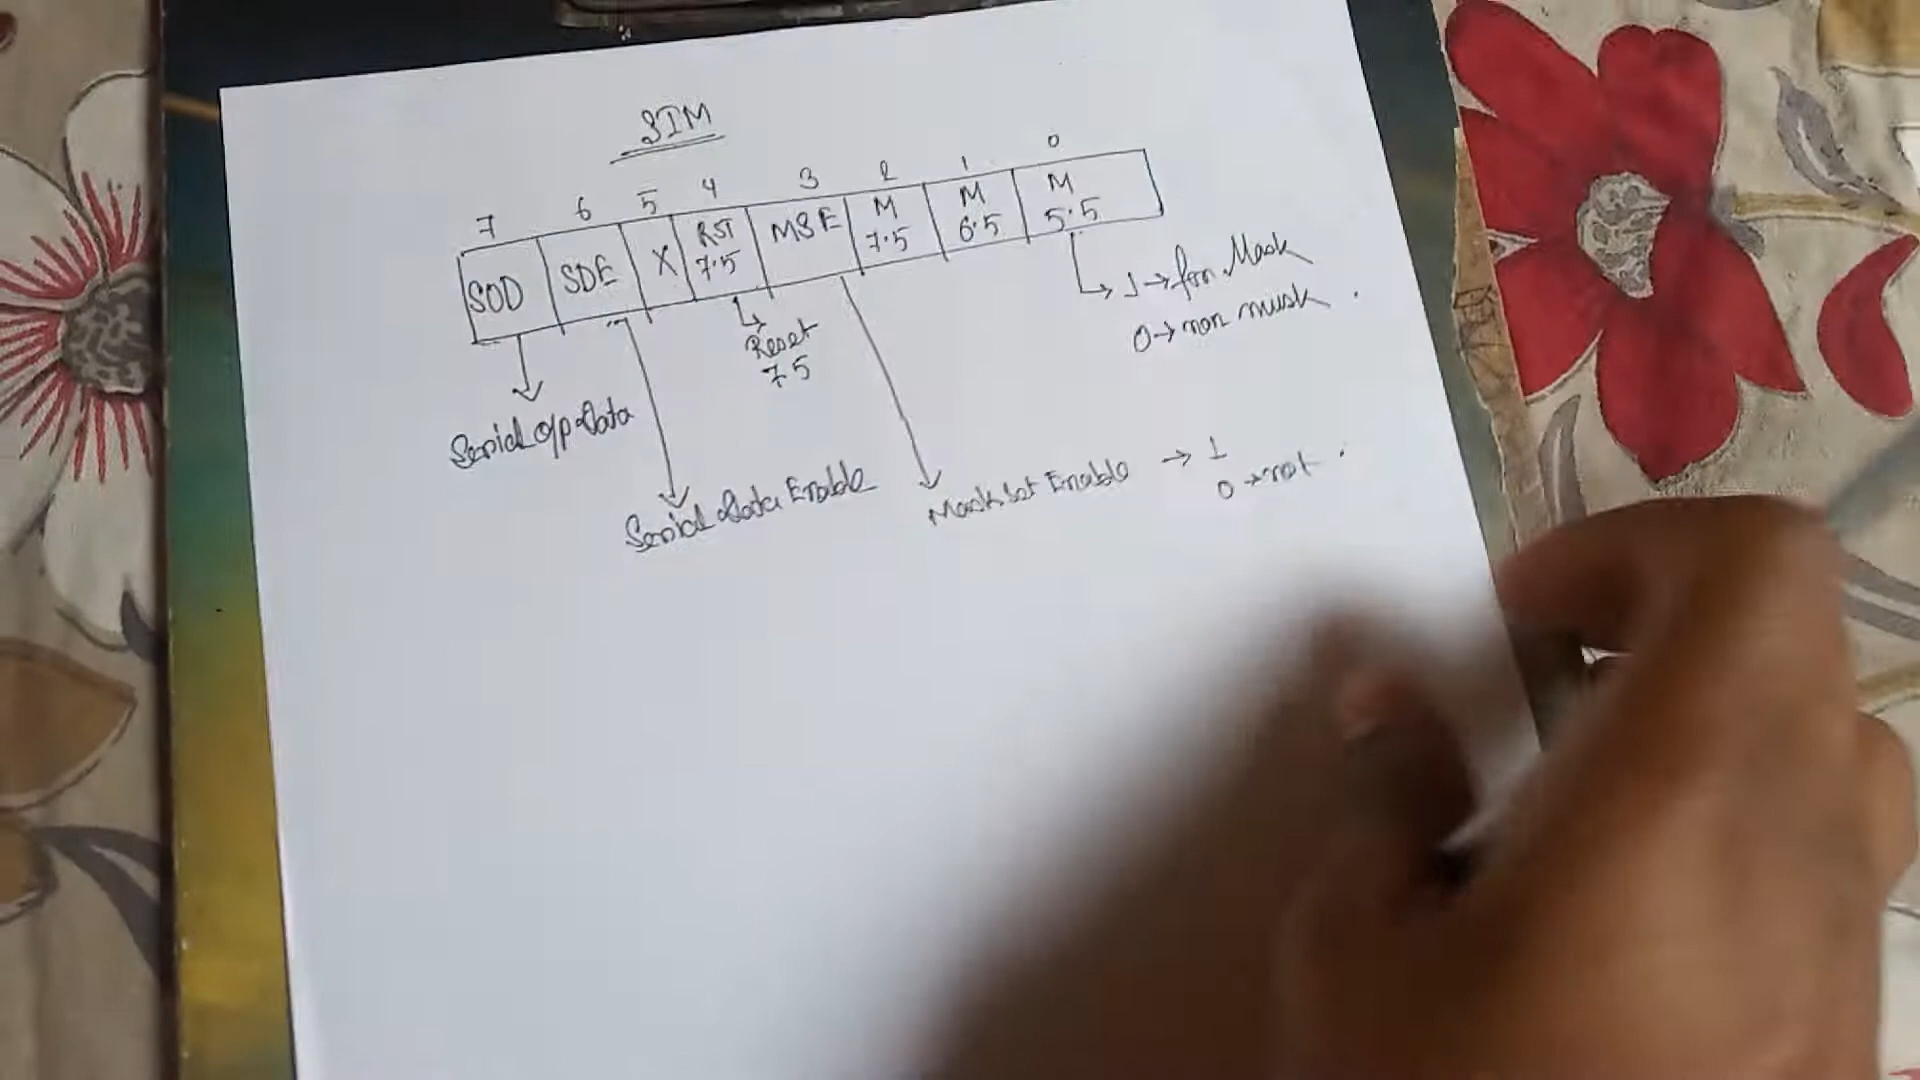 SIM
7 6 5 4 3 2 1 0
SOD SDE X RST 7.5 MSE M 7.5 M 6.5 M 5.5
1 → for Mask
0 → non musk .
Reset
7.5
Serial o/p Data
Serial Data Enable
Mask Set Enable → 1
0 → not .